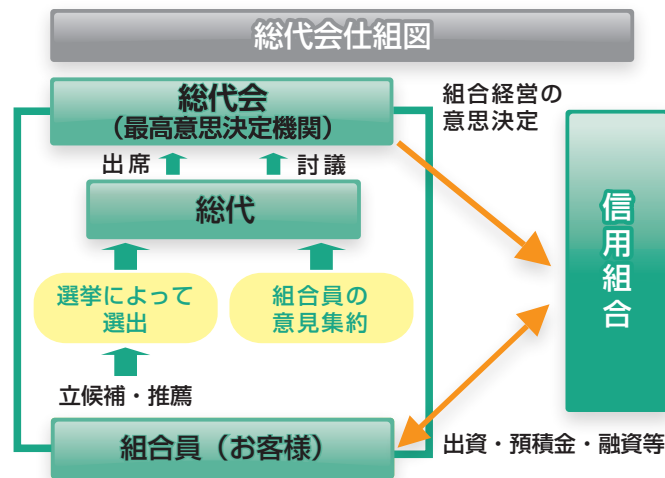 総代会仕組図
総代会
（最高意思決定機関）
組合経営の
意思決定
出席
討議
総代
信用組合
選挙によって
選出
組合員の
意見集約
立候補・推薦
組合員（お客様）
出資・預積金・融資等